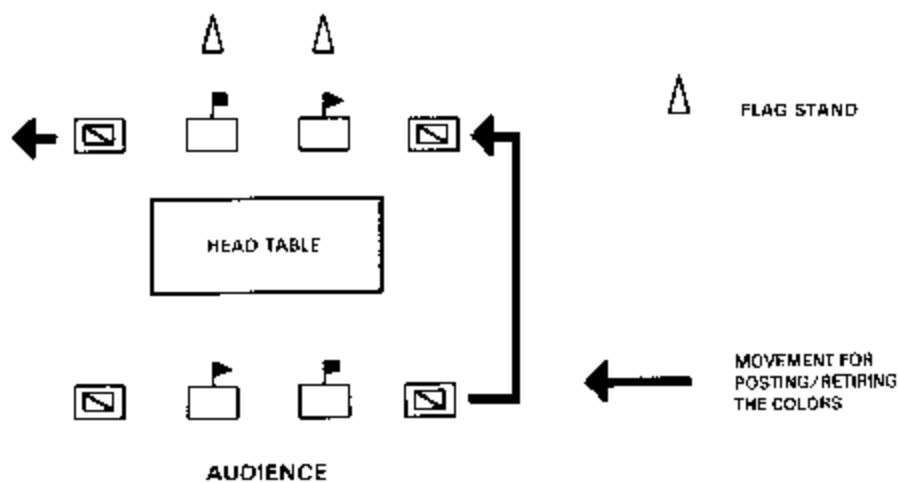 FLAG STAND
HEAD TABLE
MOVEMENT FOR
POSTING/RETIRING
THE COLORS
AUDIENCE